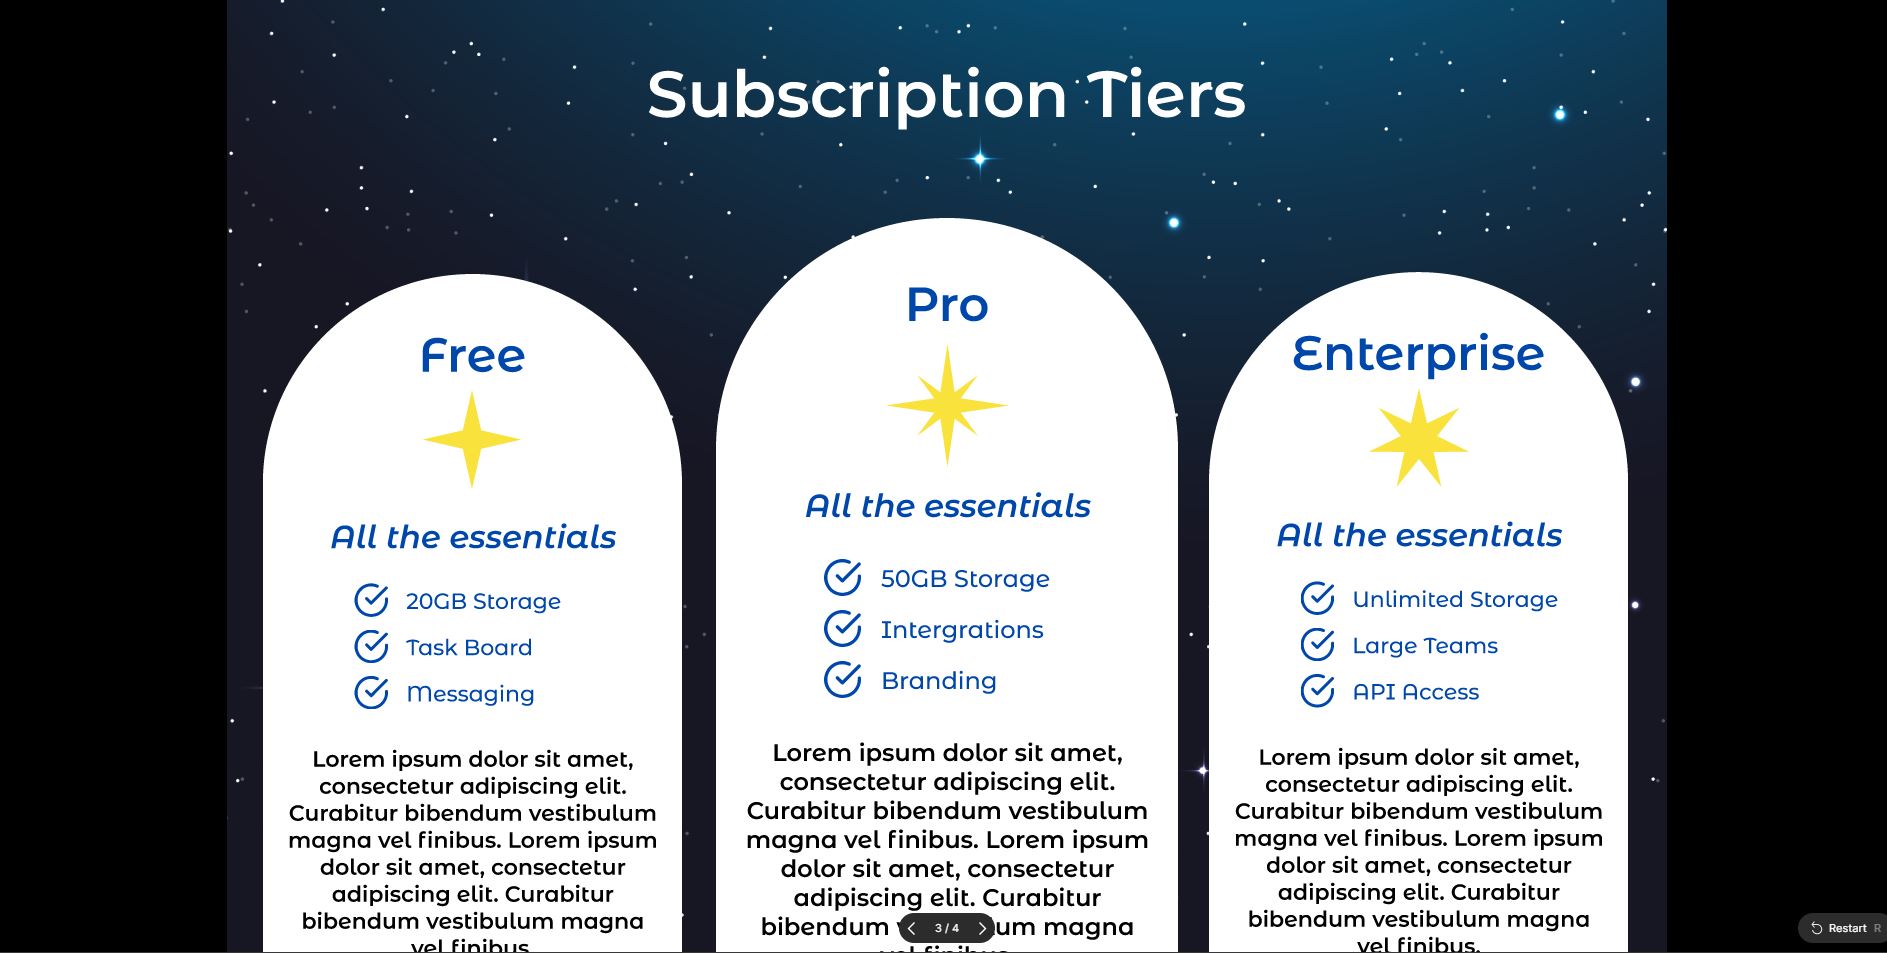 Subscription Tiers
Free
All the essentials
20GB Storage
Task Board
Messaging
Lorem ipsum dolor sit amet,
consectetur adipiscing elit.
Curabitur bibendum vestibulum
magna vel finibus. Lorem ipsum
dolor sit amet, consectetur
adipiscing elit. Curabitur
bibendum vestibulum magna
vel finibus.
Pro
All the essentials
50GB Storage
Intergrations
Branding
Lorem ipsum dolor sit amet,
consectetur adipiscing elit.
Curabitur bibendum vestibulum
magna vel finibus. Lorem ipsum
dolor sit amet, consectetur
adipiscing elit. Curabitur
bibendum magna
vel finibus.
Enterprise
All the essentials
Unlimited Storage
Large Teams
API Access
Lorem ipsum dolor sit amet,
consectetur adipiscing elit.
Curabitur bibendum vestibulum
magna vel finibus. Lorem ipsum
dolor sit amet, consectetur
adipiscing elit. Curabitur
bibendum vestibulum magna
vel finibus.
3 / 4
Restart R